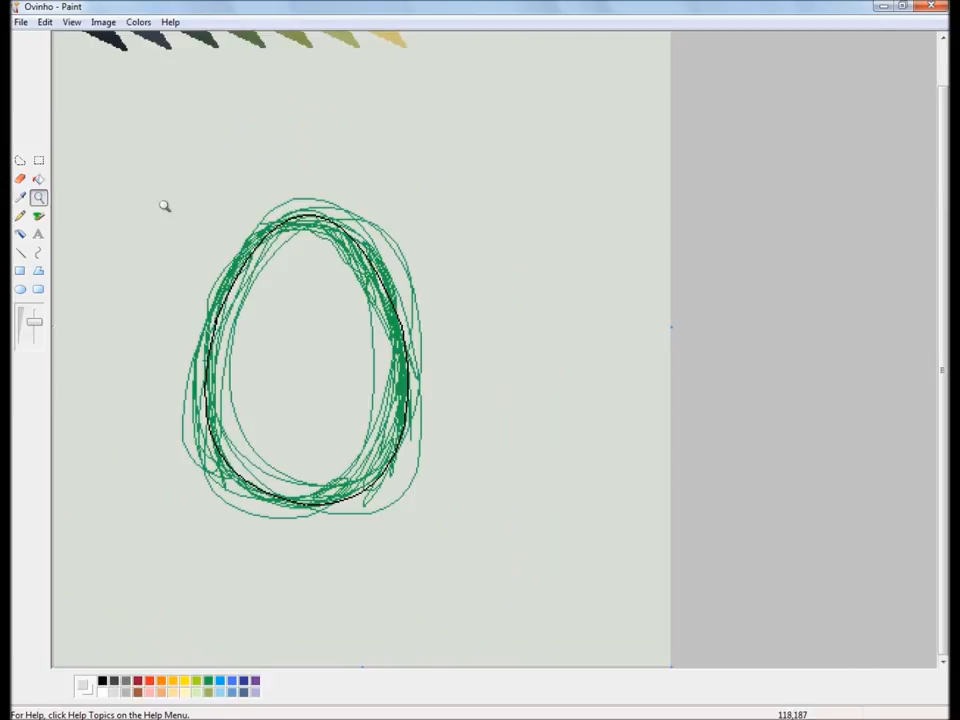 Ovinho - Paint
File Edit View Image Colors Help
A
For Help, click Help Topics on the Help Menu.
118,187